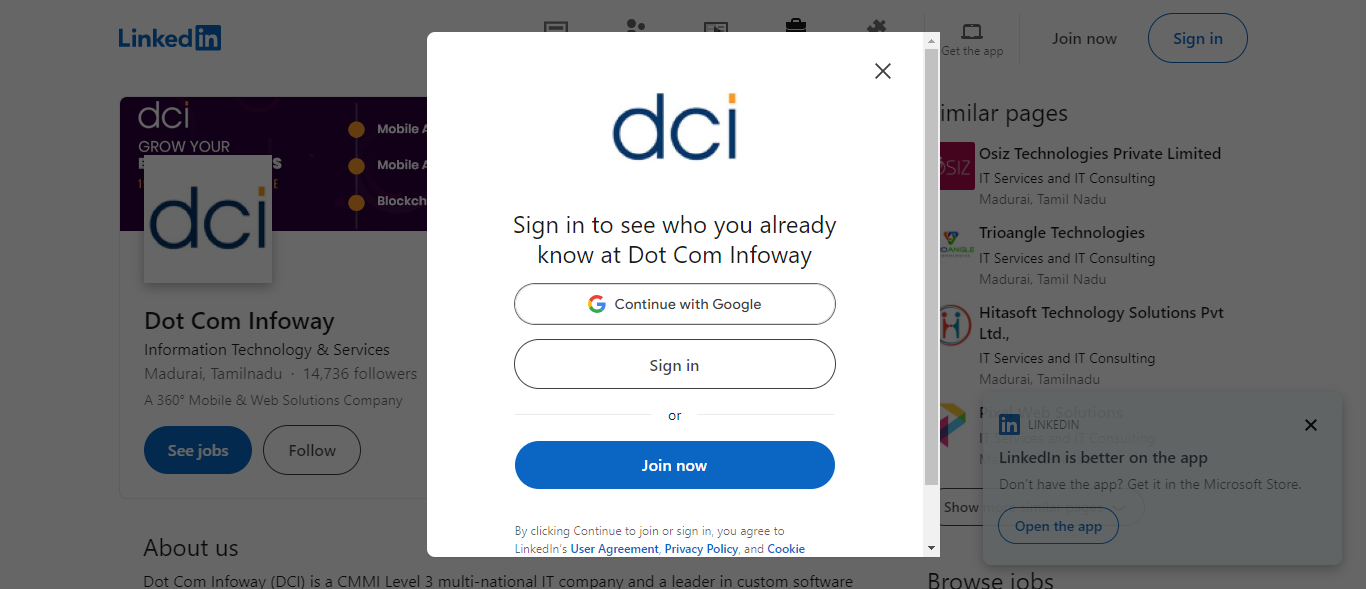 LinkedIn
Get the app
Join now
Sign in
dci
GROW YOUR
Mobile A
Mobile A
Blockch
dci
Dot Com Infoway
Information Technology & Services
Madurai, Tamilnadu · 14,736 followers
A 360° Mobile & Web Solutions Company
See jobs
Follow
About us
Dot Com Infoway (DCI) is a CMMI Level 3 multi-national IT company and a leader in custom software
dci
Sign in to see who you already
know at Dot Com Infoway
Continue with Google
Sign in
or
Join now
By clicking Continue to join or sign in, you agree to
LinkedIn's User Agreement, Privacy Policy, and Cookie
imilar pages
OSIZ
Osiz Technologies Private Limited
IT Services and IT Consulting
Madurai, Tamil Nadu
Trioangle Technologies
IT Services and IT Consulting
Madurai, Tamil Nadu
Hitasoft Technology Solutions Pvt
Ltd.,
IT Services and IT Consulting
Madurai, Tamilnadu
Pixel Web Solutions
IT Services and IT Consulting
Show more similar pages
in LINKEDIN
LinkedIn is better on the app
Don't have the app? Get it in the Microsoft Store.
Open the app
Browse jobs